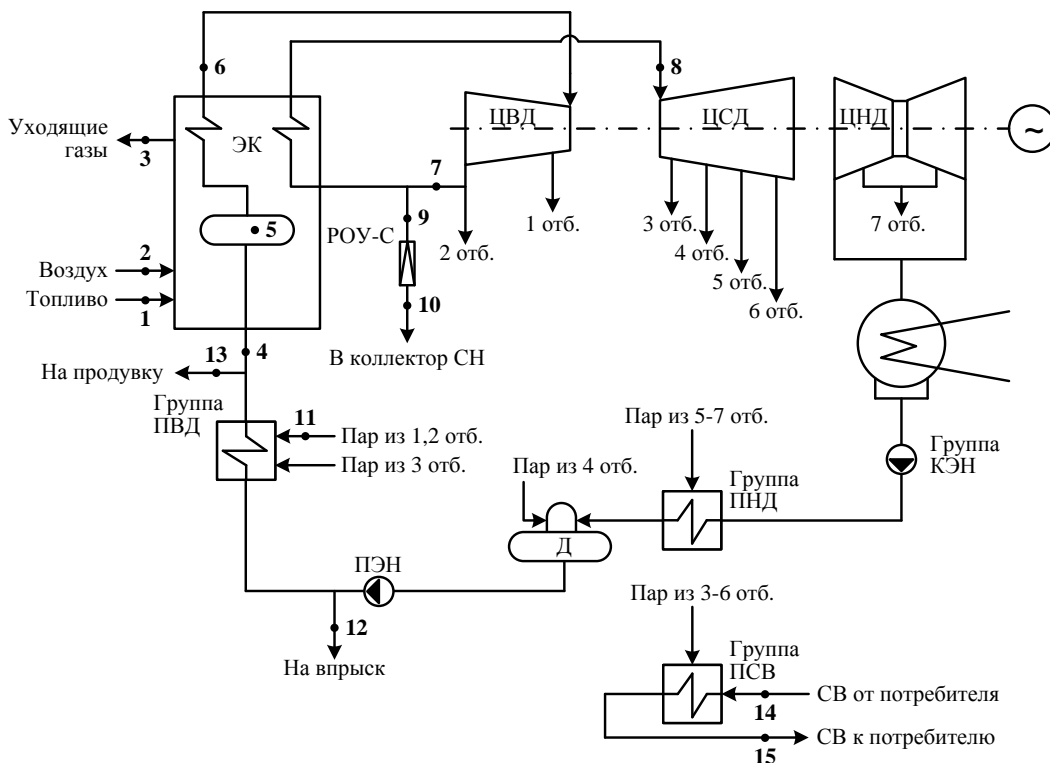 6
8
Уходящие
газы
3
ЭК
ЦВД
ЦСД
ЦНД
~
7
1 отб.
9
5
РОУ-С
2 отб.
3 отб.
4 отб.
5 отб.
6 отб.
7 отб.
2
Воздух
Топливо
1
10
В коллектор СН
13
4
На продувку
Группа
ПВД
11
Пар из 1,2 отб.
Пар из 3 отб.
Пар из 5-7 отб.
Пар из 4 отб.
Группа
ПНД
Группа
КЭН
Д
ПЭН
12
На впрыск
Пар из 3-6 отб.
Группа
ПСВ
14
СВ от потребителя
15
СВ к потребителю